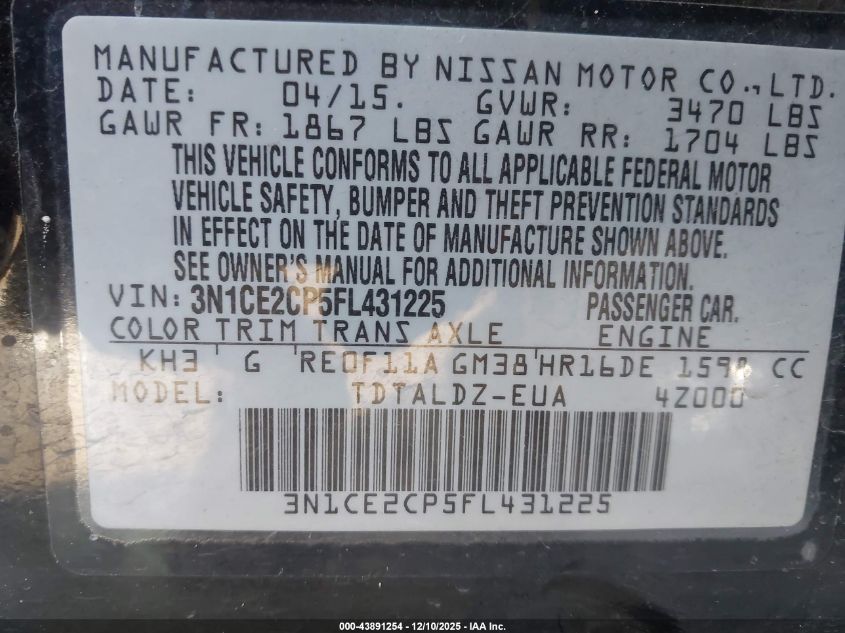 MANUFACTURED BY NISSAN MOTOR CO., LTD.
DATE: 04/15. GVWR: 3470 LBS
GAWR FR: 1867 LBS GAWR RR: 1704 LBS
THIS VEHICLE CONFORMS TO ALL APPLICABLE FEDERAL MOTOR
VEHICLE SAFETY, BUMPER AND THEFT PREVENTION STANDARDS
IN EFFECT ON THE DATE OF MANUFACTURE SHOWN ABOVE.
SEE OWNER'S MANUAL FOR ADDITIONAL INFORMATION.
VIN: 3N1CE2CP5FL431225 PASSENGER CAR.
COLOR TRIM TRANS AXLE ENGINE
KH3 G RE0F11A GM38 HR16DE 1598 CC
MODEL: TDTALDZ-EUA 4Z000
3N1CE2CP5FL431225
000-43891254 - 12/10/2025 - IAA Inc.